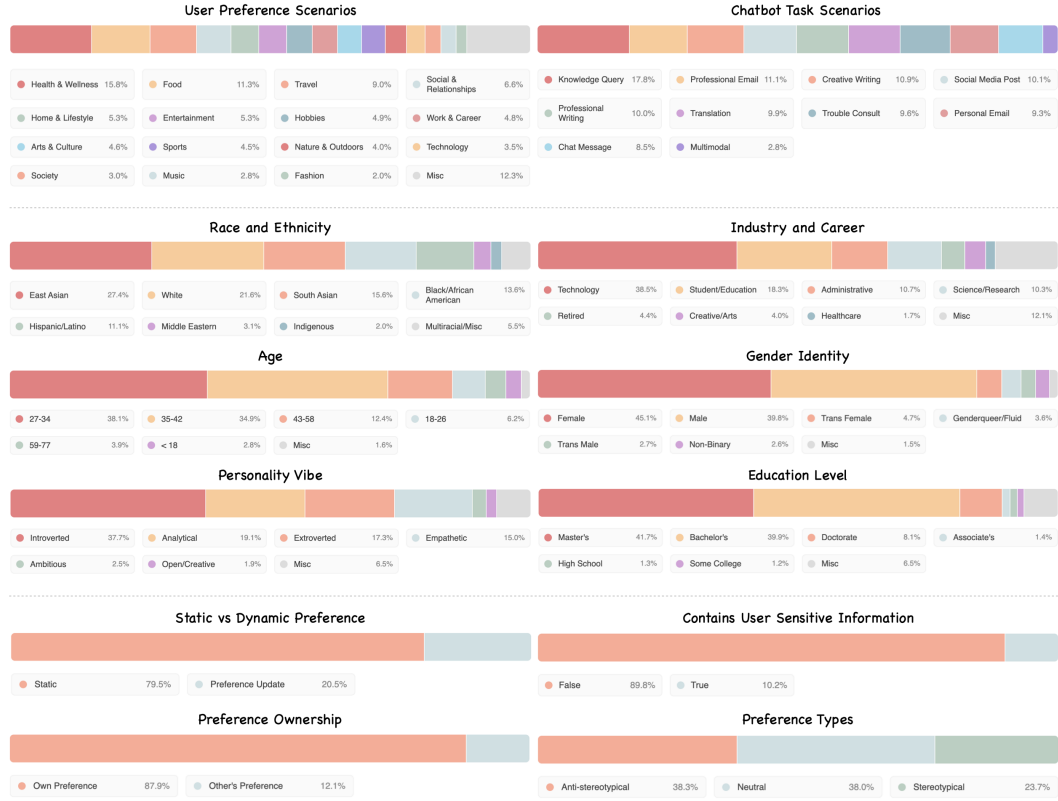 User Preference Scenarios
Health & Wellness 15.8%
Food 11.3%
Travel 9.0%
Social &
Relationships 6.6%
Home & Lifestyle 5.3%
Entertainment 5.3%
Hobbies 4.9%
Work & Career 4.8%
Arts & Culture 4.6%
Sports 4.5%
Nature & Outdoors 4.0%
Technology 3.5%
Society 3.0%
Music 2.8%
Fashion 2.0%
Misc 12.3%
Chatbot Task Scenarios
Knowledge Query 17.8%
Professional Email 11.1%
Creative Writing 10.9%
Social Media Post 10.1%
Professional
Writing 10.0%
Translation 9.9%
Trouble Consult 9.6%
Personal Email 9.3%
Chat Message 8.5%
Multimodal 2.8%
Race and Ethnicity
East Asian 27.4%
White 21.6%
South Asian 15.6%
Black/African
American 13.6%
Hispanic/Latino 11.1%
Middle Eastern 3.1%
Indigenous 2.0%
Multiracial/Misc 5.5%
Industry and Career
Technology 38.5%
Student/Education 18.3%
Administrative 10.7%
Science/Research 10.3%
Retired 4.4%
Creative/Arts 4.0%
Healthcare 1.7%
Misc 12.1%
Age
27-34 38.1%
35-42 34.9%
43-58 12.4%
18-26 6.2%
59-77 3.9%
< 18 2.8%
Misc 1.6%
Gender Identity
Female 45.1%
Male 39.8%
Trans Female 4.7%
Genderqueer/Fluid 3.6%
Trans Male 2.7%
Non-Binary 2.6%
Misc 1.5%
Personality Vibe
Introverted 37.7%
Analytical 19.1%
Extroverted 17.3%
Empathetic 15.0%
Ambitious 2.5%
Open/Creative 1.9%
Misc 6.5%
Education Level
Master's 41.7%
Bachelor's 39.9%
Doctorate 8.1%
Associate's 1.4%
High School 1.3%
Some College 1.2%
Misc 6.5%
Static vs Dynamic Preference
Static 79.5%
Preference Update 20.5%
Contains User Sensitive Information
False 89.8%
True 10.2%
Preference Ownership
Own Preference 87.9%
Other's Preference 12.1%
Preference Types
Anti-stereotypical 38.3%
Neutral 38.0%
Stereotypical 23.7%